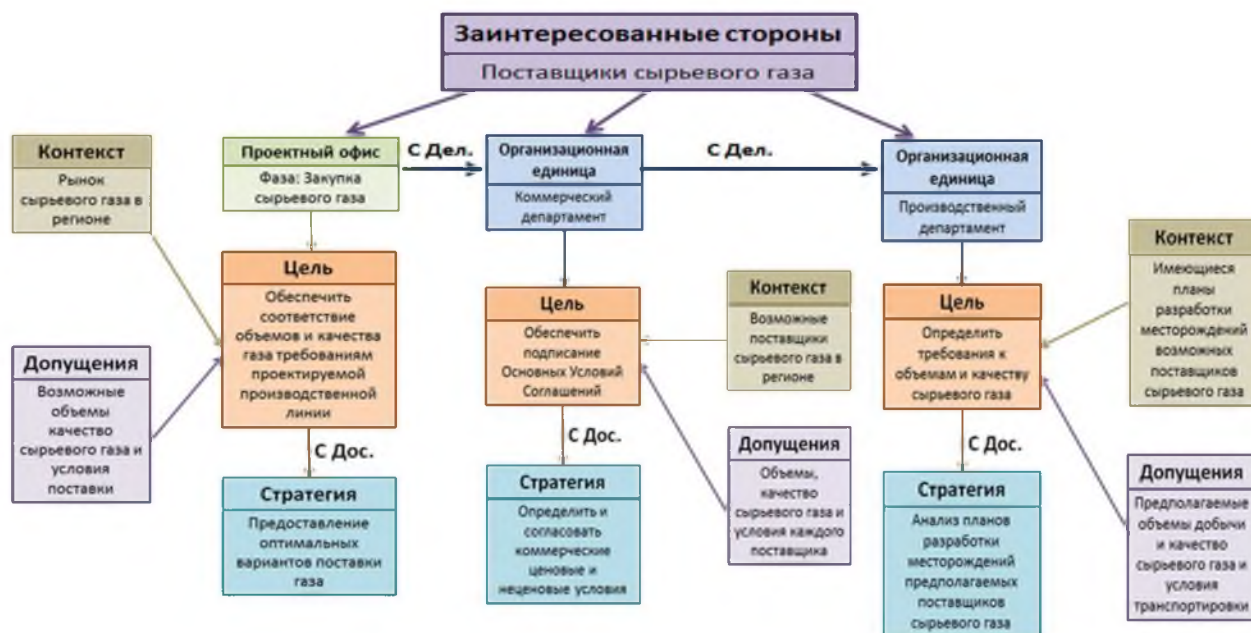 Заинтересованные стороны
Поставщики сырьевого газа
Контекст
Рынок
сырьевого газа в
регионе
Проектный офис
Фаза: Закупка
сырьевого газа
С Дел.
Организационная
единица
Коммерческий
департамент
С Дел.
Организационная
единица
Производственный
департамент
Цель
Обеспечить
соответствие
объемов и качества
газа требованиям
проектируемой
производственной
линии
Допущения
Возможные
объемы
качество
сырьевого газа и
условия
поставки
С Дос.
Стратегия
Предоставление
оптимальных
вариантов поставки
газа
Цель
Обеспечить
подписание
Основных Условий
Соглашений
Контекст
Возможные
поставщики
сырьевого газа в
регионе
С Дос.
Допущения
Объемы,
качество
сырьевого газа и
условия каждого
поставщика
Стратегия
Определить и
согласовать
коммерческие
ценовые и
неценовые условия
Цель
Определить
требования к
объемам и качеству
сырьевого газа
Контекст
Имеющиеся
планы
разработки
месторождений
возможных
поставщиков
сырьевого газа
С Дос.
Стратегия
Анализ планов
разработки
месторождений
предполагаемых
поставщиков
сырьевого газа
Допущения
Предполагаемые
объемы добычи
и качество
сырьевого газа и
условия
транспортировки